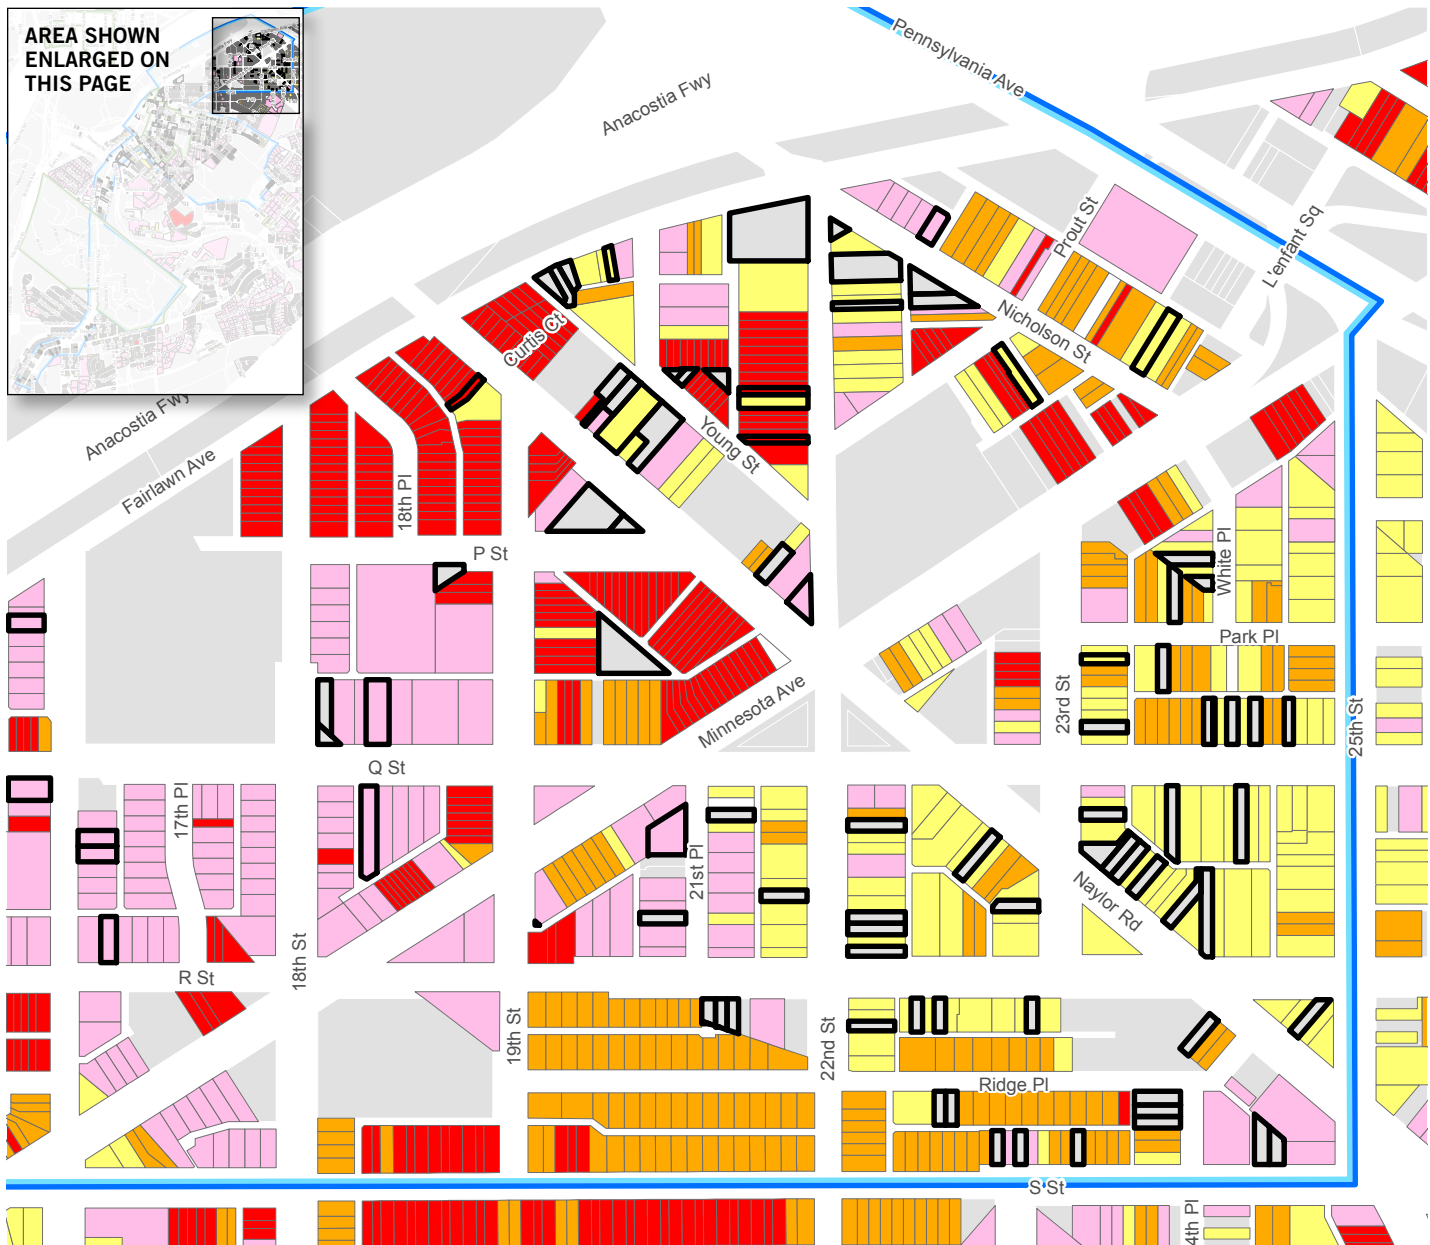 AREA SHOWN
ENLARGED ON
THIS PAGE
Pennsylvania Ave
Anacostia Fwy
Prout St
L'enfant Sq
Curtis Ct
Nicholson St
Anacostia Fwy
Fairlawn Ave
18th Pl
Young St
P St
White Pl
Park Pl
23rd St
Minnesota Ave
25th St
Q St
17th Pl
21st Pl
Naylor Rd
18th St
R St
19th St
22nd St
Ridge Pl
S St
4th Pl